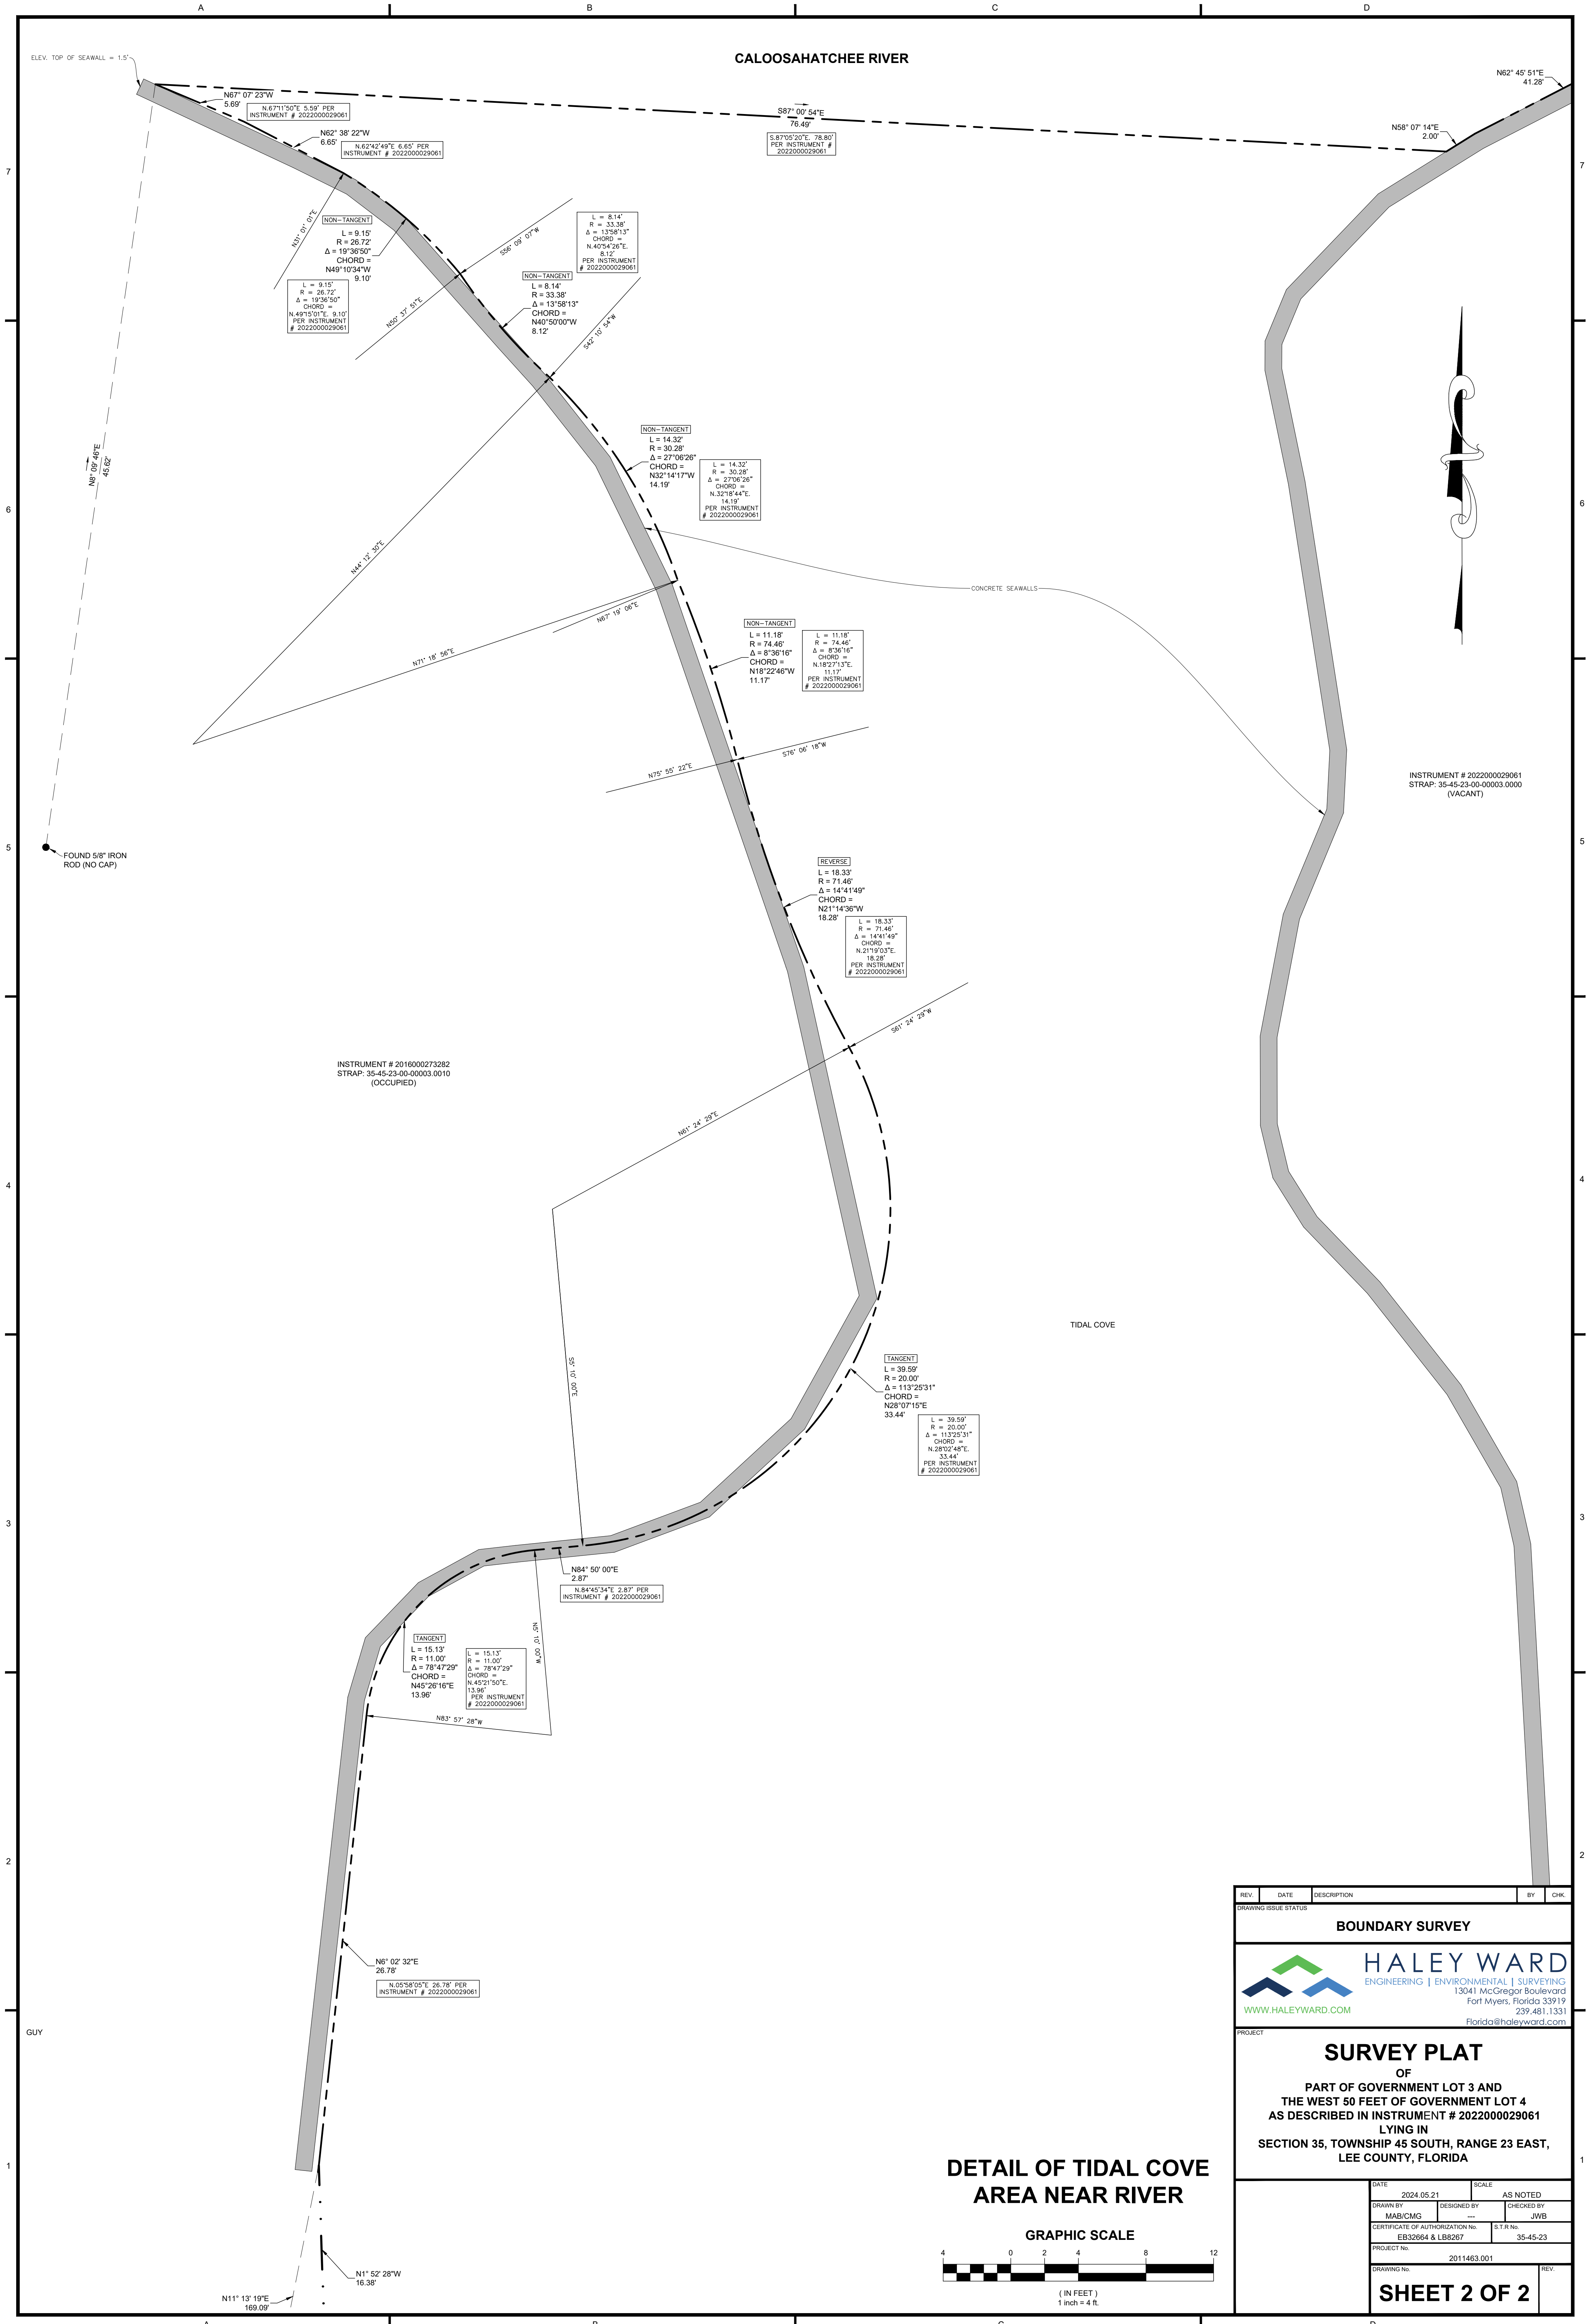 A
B
C
D
CALOOSAHATCHEE RIVER
ELEV. TOP OF SEAWALL = 1.5'
N67° 07' 23"W
5.69'
N.67°11'50"E 5.59' PER
INSTRUMENT # 2022000029061
N62° 38' 22"W
6.65'
N.62°42'49"E 6.65' PER
INSTRUMENT # 2022000029061
S87° 00' 54"E
76.49'
S.87°05'20"E. 78.80'
PER INSTRUMENT #
2022000029061
N62° 45' 51"E
41.28'
N58° 07' 14"E
2.00'
7
7
N31° 01' 01"E
NON-TANGENT
L = 9.15'
R = 26.72'
Δ = 19°36'50"
CHORD =
N49°10'34"W
9.10'
L = 9.15'
R = 26.72'
Δ = 19°36'50"
CHORD =
N.49°15'01"E. 9.10'
PER INSTRUMENT
# 2022000029061
S56° 09' 07"W
N50° 37' 51"E
L = 8.14'
R = 33.38'
Δ = 13°58'13"
CHORD =
N.40°54'26"E.
8.12'
PER INSTRUMENT
# 2022000029061
NON-TANGENT
L = 8.14'
R = 33.38'
Δ = 13°58'13"
CHORD =
N40°50'00"W
8.12'
S42° 10' 54"W
N8° 09' 46"E
45.62'
NON-TANGENT
L = 14.32'
R = 30.28'
Δ = 27°06'26"
CHORD =
N32°14'17"W
14.19'
L = 14.32'
R = 30.28'
Δ = 27°06'26"
CHORD =
N.32°18'44"E.
14.19'
PER INSTRUMENT
# 2022000029061
6
6
N44° 12' 30"E
CONCRETE SEAWALLS
N67° 19' 06"E
N71° 18' 56"E
NON-TANGENT
L = 11.18'
R = 74.46'
Δ = 8°36'16"
CHORD =
N18°22'46"W
11.17'
L = 11.18'
R = 74.46'
Δ = 8°36'16"
CHORD =
N.18°27'13"E.
11.17'
PER INSTRUMENT
# 2022000029061
S76° 06' 18"W
N75° 55' 22"E
INSTRUMENT # 2022000029061
STRAP: 35-45-23-00-00003.0000
(VACANT)
5
5
FOUND 5/8" IRON
ROD (NO CAP)
REVERSE
L = 18.33'
R = 71.46'
Δ = 14°41'49"
CHORD =
N21°14'36"W
18.28'
L = 18.33'
R = 71.46'
Δ = 14°41'49"
CHORD =
N.21°19'03"E.
18.28'
PER INSTRUMENT
# 2022000029061
S61° 24' 29"W
INSTRUMENT # 2016000273282
STRAP: 35-45-23-00-00003.0010
(OCCUPIED)
N61° 24' 29"E
4
4
TIDAL COVE
S5° 10' 00"E
TANGENT
L = 39.59'
R = 20.00'
Δ = 113°25'31"
CHORD =
N28°07'15"E
33.44'
L = 39.59'
R = 20.00'
Δ = 113°25'31"
CHORD =
N.28°02'48"E.
33.44'
PER INSTRUMENT
# 2022000029061
3
3
N84° 50' 00"E
2.87'
N.84°45'34"E 2.87' PER
INSTRUMENT # 2022000029061
TANGENT
L = 15.13'
R = 11.00'
Δ = 78°47'29"
CHORD =
N45°26'16"E
13.96'
L = 15.13'
R = 11.00'
Δ = 78°47'29"
CHORD =
N.45°21'50"E.
13.96'
PER INSTRUMENT
# 2022000029061
N5° 10' 00"W
N83° 57' 28"W
2
2
N6° 02' 32"E
26.78'
N.05°58'05"E 26.78' PER
INSTRUMENT # 2022000029061
GUY
1
1
N1° 52' 28"W
16.38'
N11° 13' 19"E
169.09'
DETAIL OF TIDAL COVE
AREA NEAR RIVER
GRAPHIC SCALE
4 0 2 4 8 12
( IN FEET )
1 inch = 4 ft.
REV. DATE DESCRIPTION BY CHK.
DRAWING ISSUE STATUS
BOUNDARY SURVEY
HALEY WARD
ENGINEERING | ENVIRONMENTAL | SURVEYING
13041 McGregor Boulevard
Fort Myers, Florida 33919
239.481.1331
WWW.HALEYWARD.COM
Florida@haleyward.com
PROJECT
SURVEY PLAT
OF
PART OF GOVERNMENT LOT 3 AND
THE WEST 50 FEET OF GOVERNMENT LOT 4
AS DESCRIBED IN INSTRUMENT # 2022000029061
LYING IN
SECTION 35, TOWNSHIP 45 SOUTH, RANGE 23 EAST,
LEE COUNTY, FLORIDA
DATE
2024.05.21
SCALE
AS NOTED
DRAWN BY
MAB/CMG
DESIGNED BY
---
CHECKED BY
JWB
CERTIFICATE OF AUTHORIZATION No.
EB32664 & LB8267
S.T.R No.
35-45-23
PROJECT No.
2011463.001
DRAWING No.
REV.
SHEET 2 OF 2